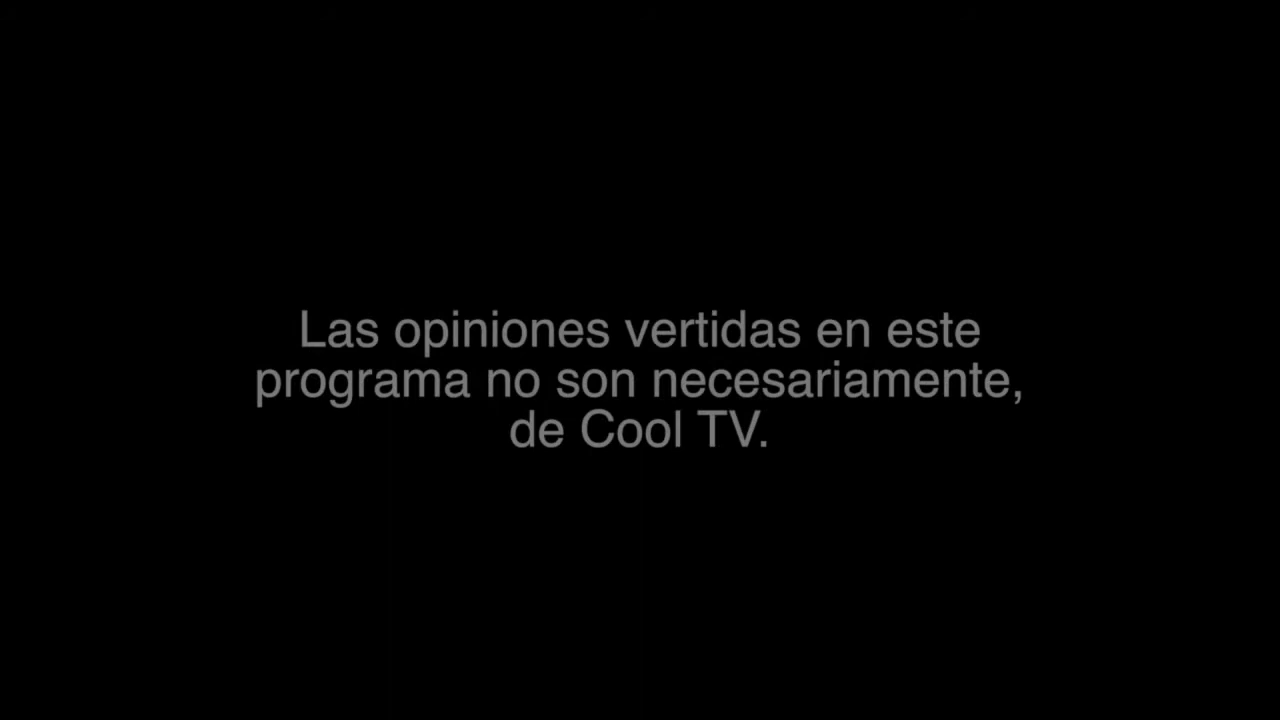 Las opiniones vertidas en este
programa no son necesariamente,
de Cool TV.